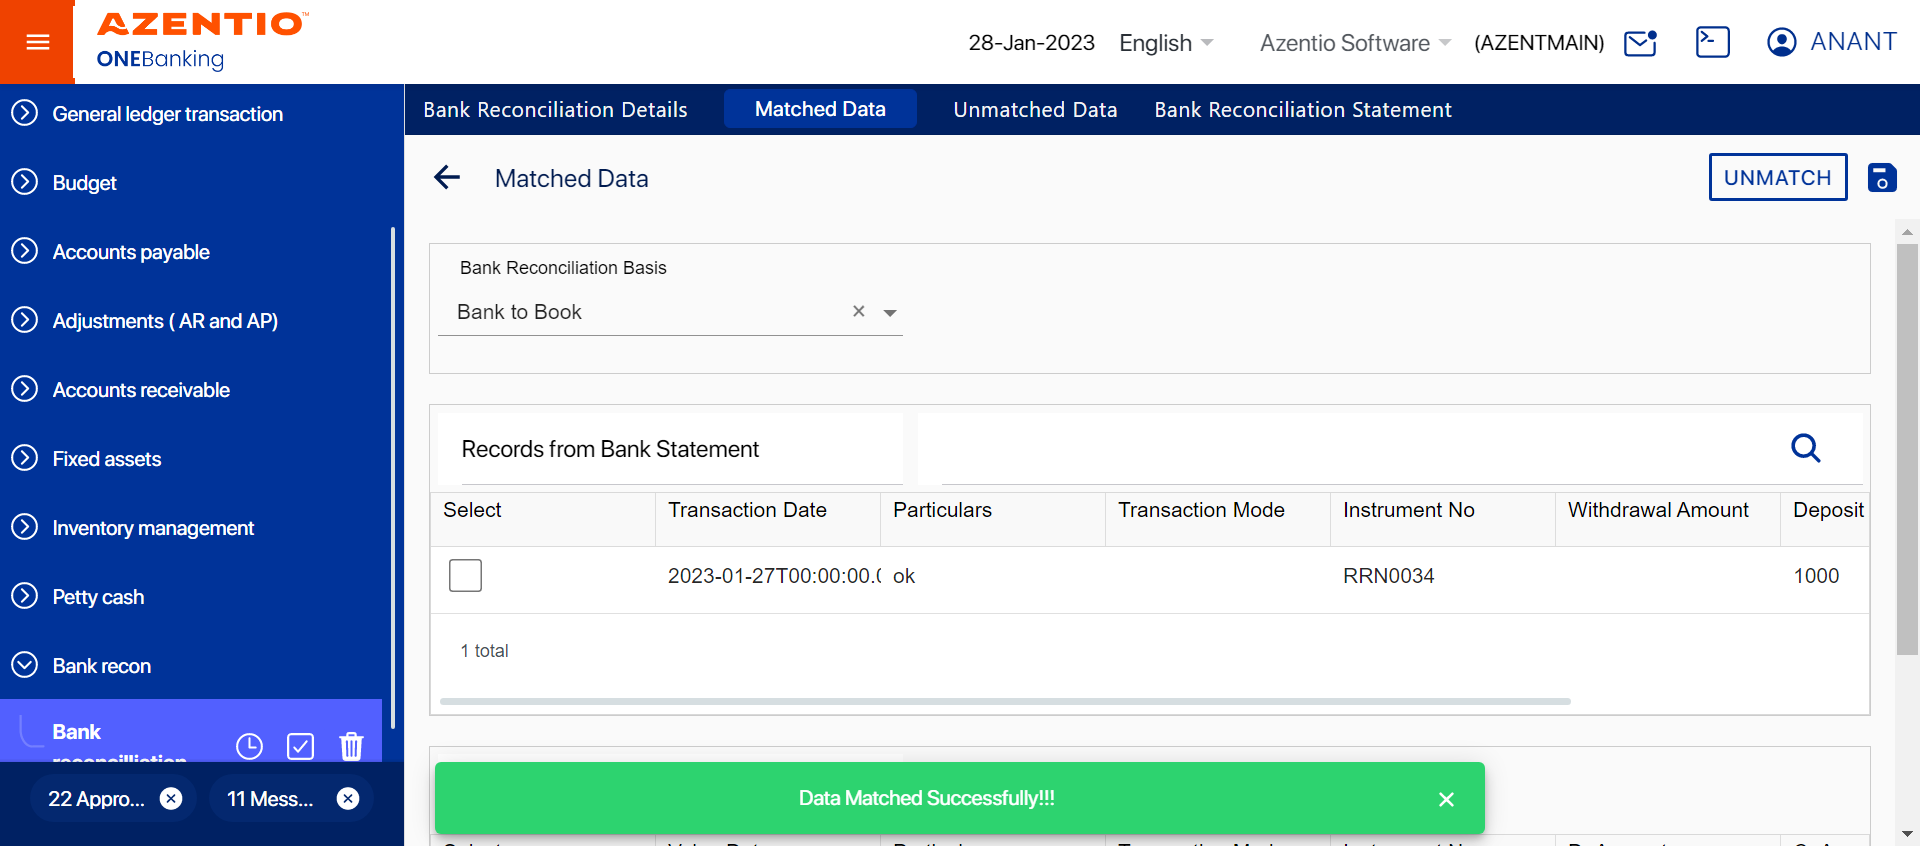 AZENTIO™
ONEBanking
28-Jan-2023
English
Azentio Software
(AZENTMAIN)
ANANT
General ledger transaction
Budget
Accounts payable
Adjustments ( AR and AP)
Accounts receivable
Fixed assets
Inventory management
Petty cash
Bank recon
Bank
reconcilliation
22 Appro...
11 Mess...
Bank Reconciliation Details
Matched Data
Unmatched Data
Bank Reconciliation Statement
Matched Data
UNMATCH
Bank Reconciliation Basis
Bank to Book
Records from Bank Statement
Select
Transaction Date
Particulars
Transaction Mode
Instrument No
Withdrawal Amount
Deposit
2023-01-27T00:00:00.0
ok
RRN0034
1000
1 total
Data Matched Successfully!!!